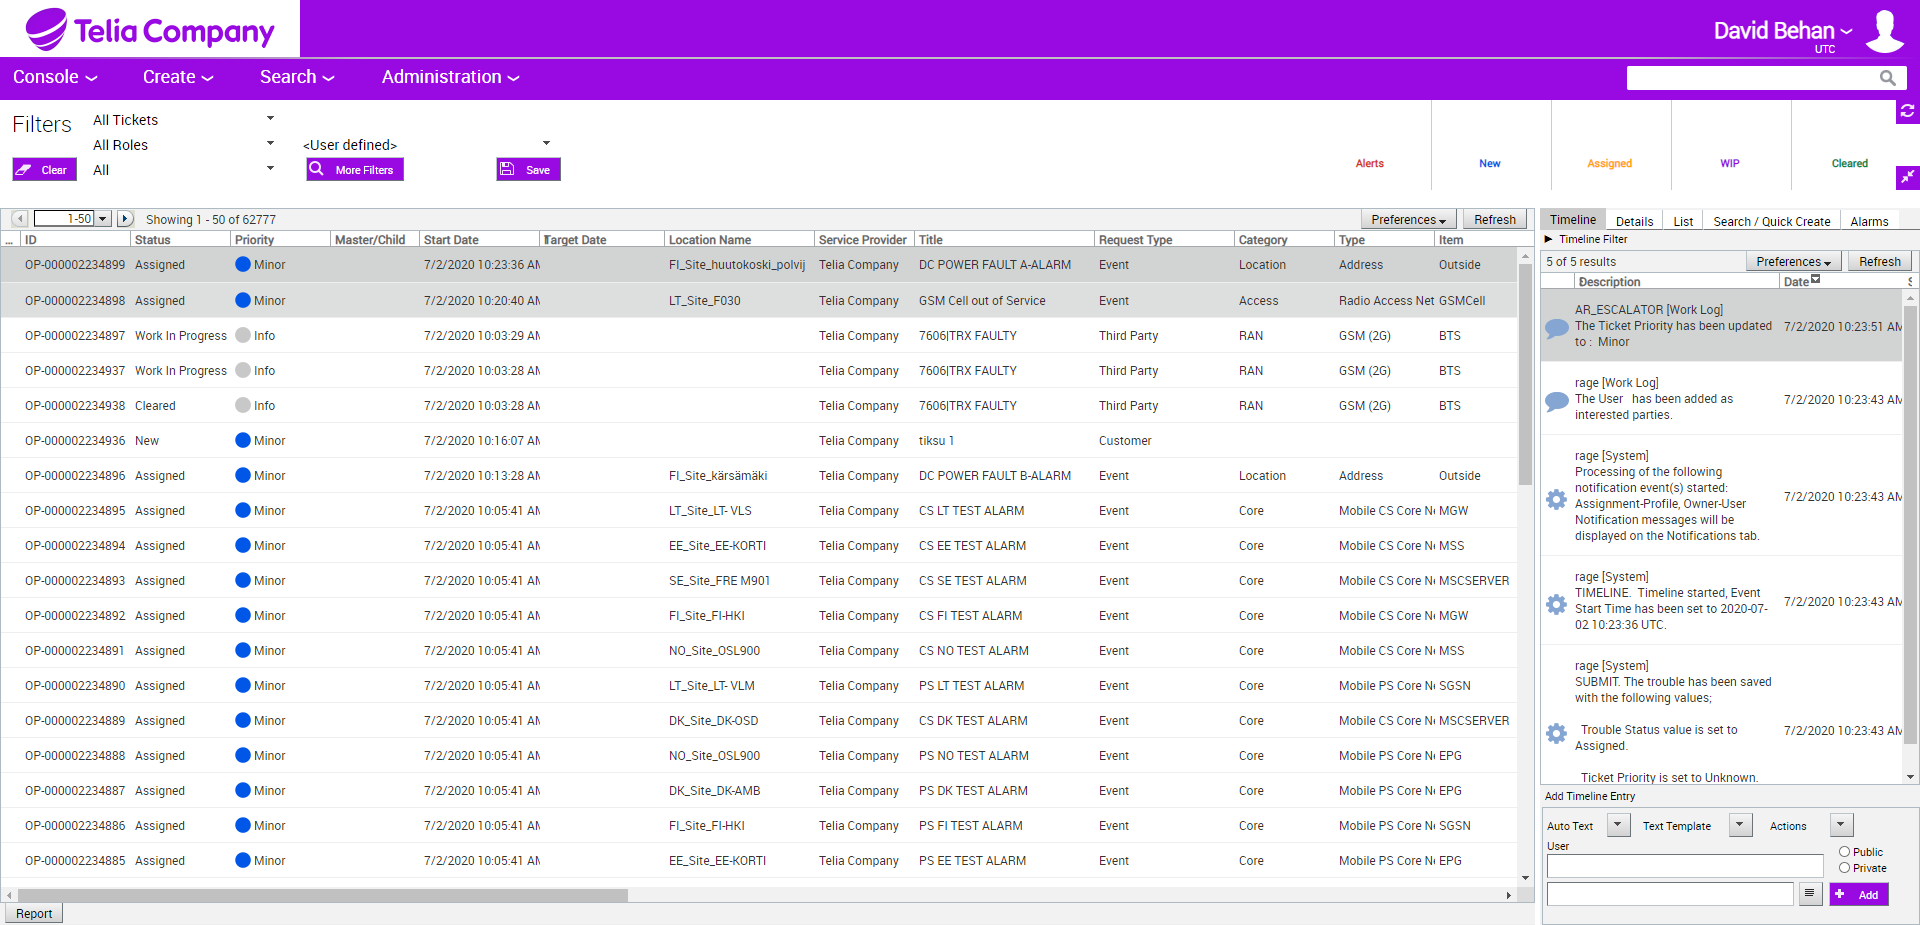 Telia Company
David Behan
UTC
Console Create Search Administration
Filters All Tickets
All Roles <User defined>
Clear All More Filters Save
Alerts New Assigned WIP Cleared
1-50 Showing 1 - 50 of 62777 Preferences Refresh
... ID Status Priority Master/Child Start Date Target Date Location Name Service Provider Title Request Type Category Type Item
OP-000002234899 Assigned Minor 7/2/2020 10:23:36 AM FI_Site_huutokoski_polvij Telia Company DC POWER FAULT A-ALARM Event Location Address Outside
OP-000002234898 Assigned Minor 7/2/2020 10:20:40 AM LT_Site_F030 Telia Company GSM Cell out of Service Event Access Radio Access Net GSMCell
OP-000002234897 Work In Progress Info 7/2/2020 10:03:29 AM Telia Company 7606|TRX FAULTY Third Party RAN GSM (2G) BTS
OP-000002234937 Work In Progress Info 7/2/2020 10:03:28 AM Telia Company 7606|TRX FAULTY Third Party RAN GSM (2G) BTS
OP-000002234938 Cleared Info 7/2/2020 10:03:28 AM Telia Company 7606|TRX FAULTY Third Party RAN GSM (2G) BTS
OP-000002234936 New Minor 7/2/2020 10:16:07 AM Telia Company tiksu 1 Customer
OP-000002234896 Assigned Minor 7/2/2020 10:13:28 AM FI_Site_kärsämäki Telia Company DC POWER FAULT B-ALARM Event Location Address Outside
OP-000002234895 Assigned Minor 7/2/2020 10:05:41 AM LT_Site_LT- VLS Telia Company CS LT TEST ALARM Event Core Mobile CS Core Ne MGW
OP-000002234894 Assigned Minor 7/2/2020 10:05:41 AM EE_Site_EE-KORTI Telia Company CS EE TEST ALARM Event Core Mobile CS Core Ne MSS
OP-000002234893 Assigned Minor 7/2/2020 10:05:41 AM SE_Site_FRE M901 Telia Company CS SE TEST ALARM Event Core Mobile CS Core Ne MSCSERVER
OP-000002234892 Assigned Minor 7/2/2020 10:05:41 AM FI_Site_FI-HKI Telia Company CS FI TEST ALARM Event Core Mobile CS Core Ne MGW
OP-000002234891 Assigned Minor 7/2/2020 10:05:41 AM NO_Site_OSL900 Telia Company CS NO TEST ALARM Event Core Mobile CS Core Ne MSS
OP-000002234890 Assigned Minor 7/2/2020 10:05:41 AM LT_Site_LT- VLM Telia Company PS LT TEST ALARM Event Core Mobile PS Core Ne SGSN
OP-000002234889 Assigned Minor 7/2/2020 10:05:41 AM DK_Site_DK-OSD Telia Company CS DK TEST ALARM Event Core Mobile CS Core Ne MSCSERVER
OP-000002234888 Assigned Minor 7/2/2020 10:05:41 AM NO_Site_OSL900 Telia Company PS NO TEST ALARM Event Core Mobile PS Core Ne EPG
OP-000002234887 Assigned Minor 7/2/2020 10:05:41 AM DK_Site_DK-AMB Telia Company PS DK TEST ALARM Event Core Mobile PS Core Ne EPG
OP-000002234886 Assigned Minor 7/2/2020 10:05:41 AM FI_Site_FI-HKI Telia Company PS FI TEST ALARM Event Core Mobile PS Core Ne SGSN
OP-000002234885 Assigned Minor 7/2/2020 10:05:41 AM EE_Site_EE-KORTI Telia Company PS EE TEST ALARM Event Core Mobile PS Core Ne EPG
Report
Timeline Details List Search / Quick Create Alarms
Timeline Filter
5 of 5 results Preferences Refresh
Description Date S
AR_ESCALATOR [Work Log]
The Ticket Priority has been updated 7/2/2020 10:23:51 AM
to : Minor
rage [Work Log]
The User has been added as 7/2/2020 10:23:43 AM
interested parties.
rage [System]
Processing of the following
notification event(s) started: 7/2/2020 10:23:43 AM
Assignment-Profile, Owner-User
Notification messages will be
displayed on the Notifications tab.
rage [System]
TIMELINE. Timeline started, Event 7/2/2020 10:23:43 AM
Start Time has been set to 2020-07-
02 10:23:36 UTC.
rage [System]
SUBMIT. The trouble has been saved
with the following values;
Trouble Status value is set to 7/2/2020 10:23:43 AM
Assigned.
Ticket Priority is set to Unknown.
Add Timeline Entry
Auto Text Text Template Actions
User
Public
Private
Add